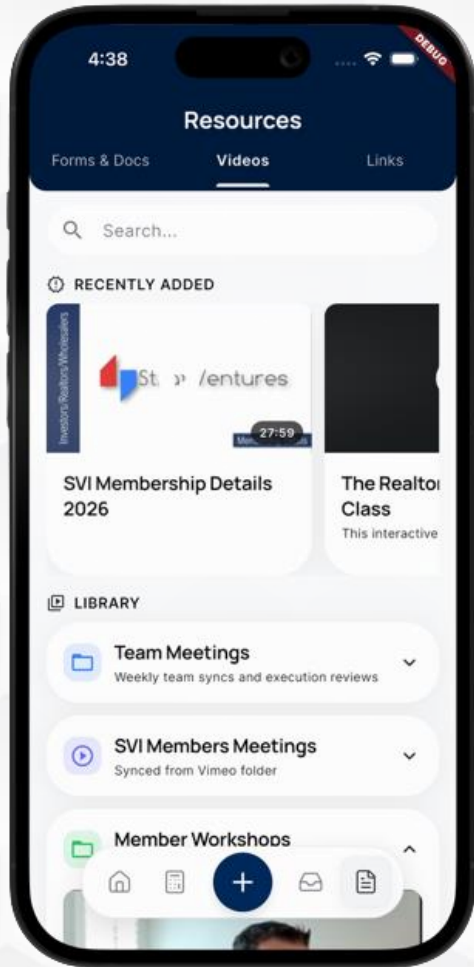 4:38
DEBUG
Resources
Forms & Docs
Videos
Links
Search...
RECENTLY ADDED
Investors/Realtors/Wholesalers
27:59
SVI Membership Details
2026
The Realtor
Class
This interactive
LIBRARY
Team Meetings
Weekly team syncs and execution reviews
SVI Members Meetings
Synced from Vimeo folder
Member Workshops